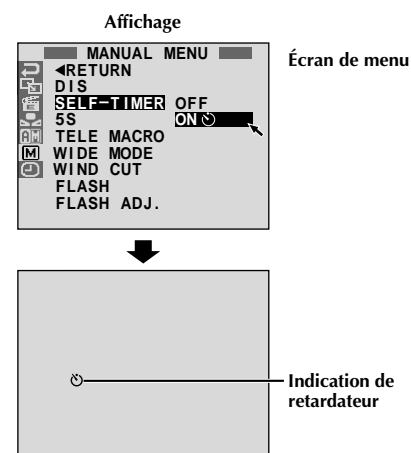 Affichage
MANUAL MENU
Écran de menu
◄RETURN
DIS
SELF–TIMER OFF
5S ON
TELE MACRO
WIDE MODE
WIND CUT
FLASH
FLASH ADJ.
Indication de
retardateur